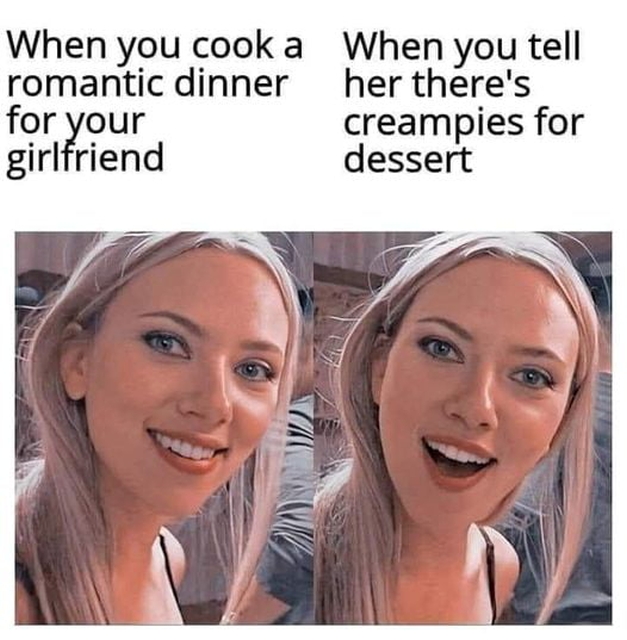 When you cook a
romantic dinner
for your
girlfriend
When you tell
her there's
creampies for
dessert